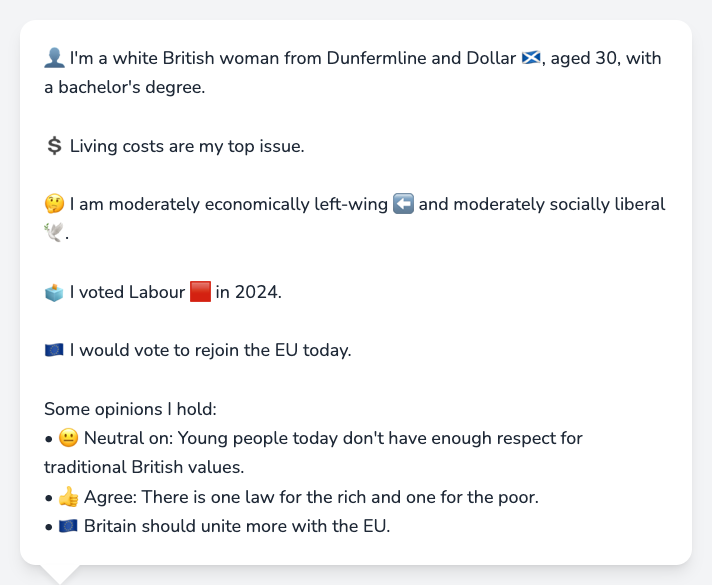 👤 I'm a white British woman from Dunfermline and Dollar 🏴󠁧󠁢󠁳󠁣󠁴󠁿, aged 30, with
a bachelor's degree.
💲 Living costs are my top issue.
🤔 I am moderately economically left-wing ⬅️ and moderately socially liberal
🕊️.
🗳️ I voted Labour 🟥 in 2024.
🇪🇺 I would vote to rejoin the EU today.
Some opinions I hold:
• 😐 Neutral on: Young people today don't have enough respect for
traditional British values.
• 👍 Agree: There is one law for the rich and one for the poor.
• 🇪🇺 Britain should unite more with the EU.